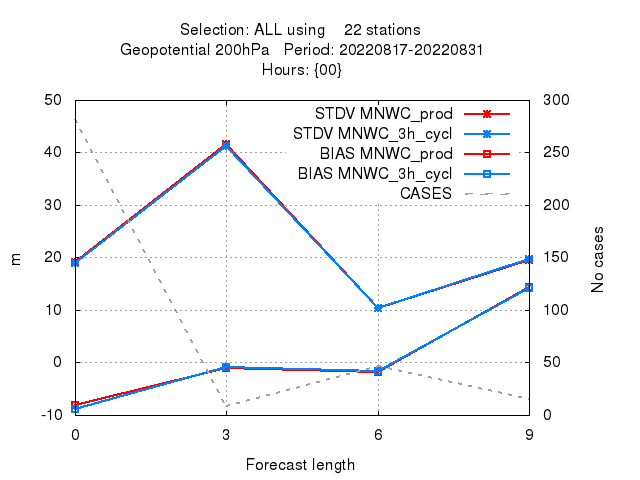 Selection: ALL using    22 stations
Geopotential 200hPa   Period: 20220817-20220831
Hours: {00}
50 300
STDV MNWC_prod
STDV MNWC_3h_cycl
40 BIAS MNWC_prod 250
BIAS MNWC_3h_cycl
CASES
30 200
20 150
m
No cases
10 100
0 50
-10 0
0 3 6 9
Forecast length